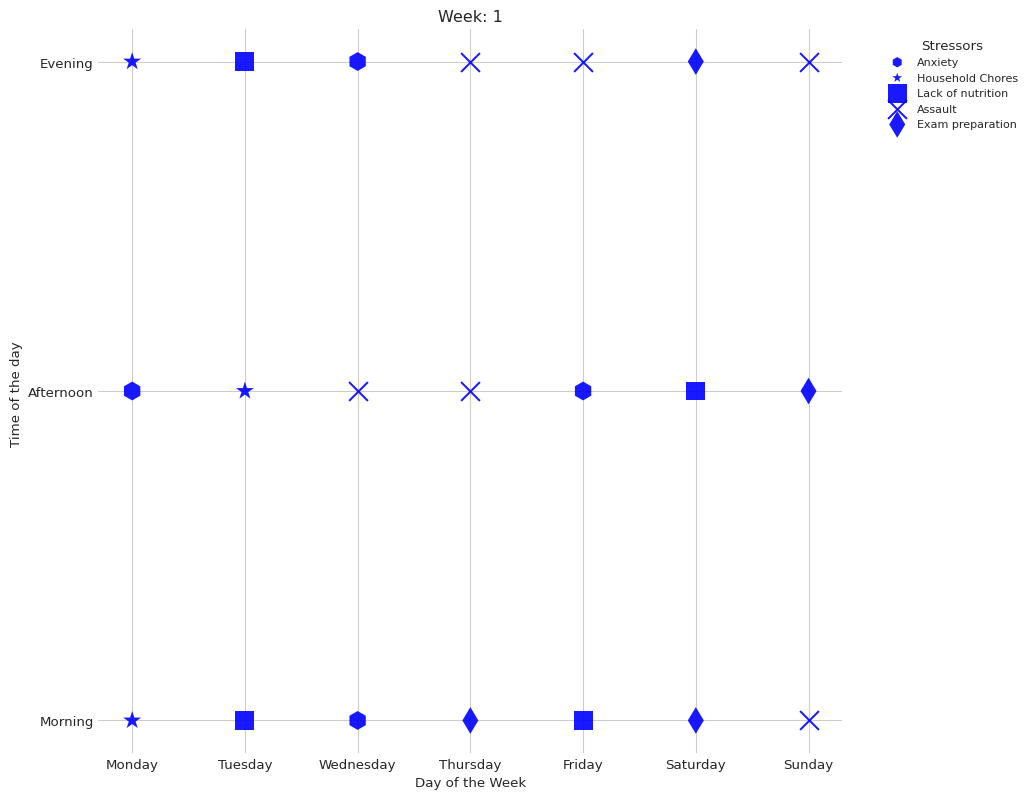 Week: 1
Stressors
Anxiety
Household Chores
Lack of nutrition
Assault
Exam preparation
Time of the day
Evening
Afternoon
Morning
Monday Tuesday Wednesday Thursday Friday Saturday Sunday
Day of the Week